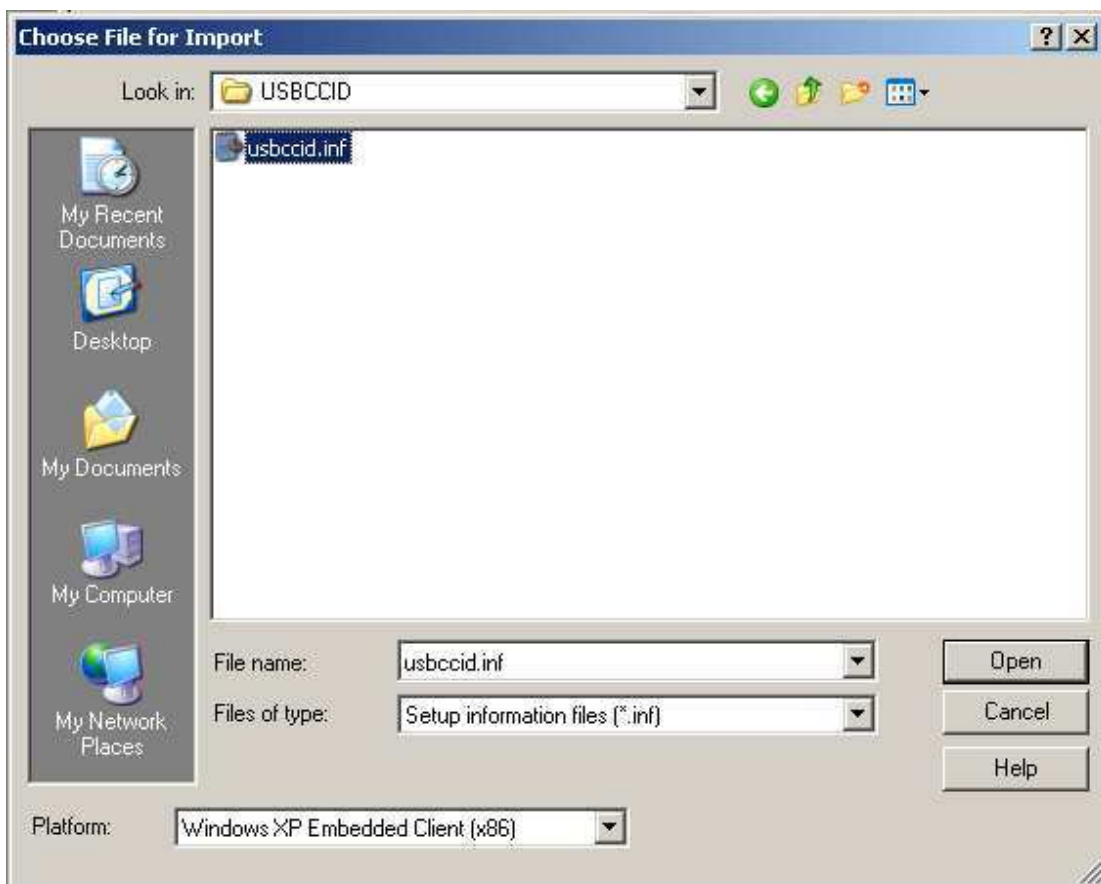 Choose File for Import
Look in: USBCCID
usbccid.inf
My Recent
Documents
Desktop
My Documents
My Computer
My Network
Places
File name: usbccid.inf Open
Files of type: Setup information files (*.inf) Cancel
Help
Platform: Windows XP Embedded Client (x86)